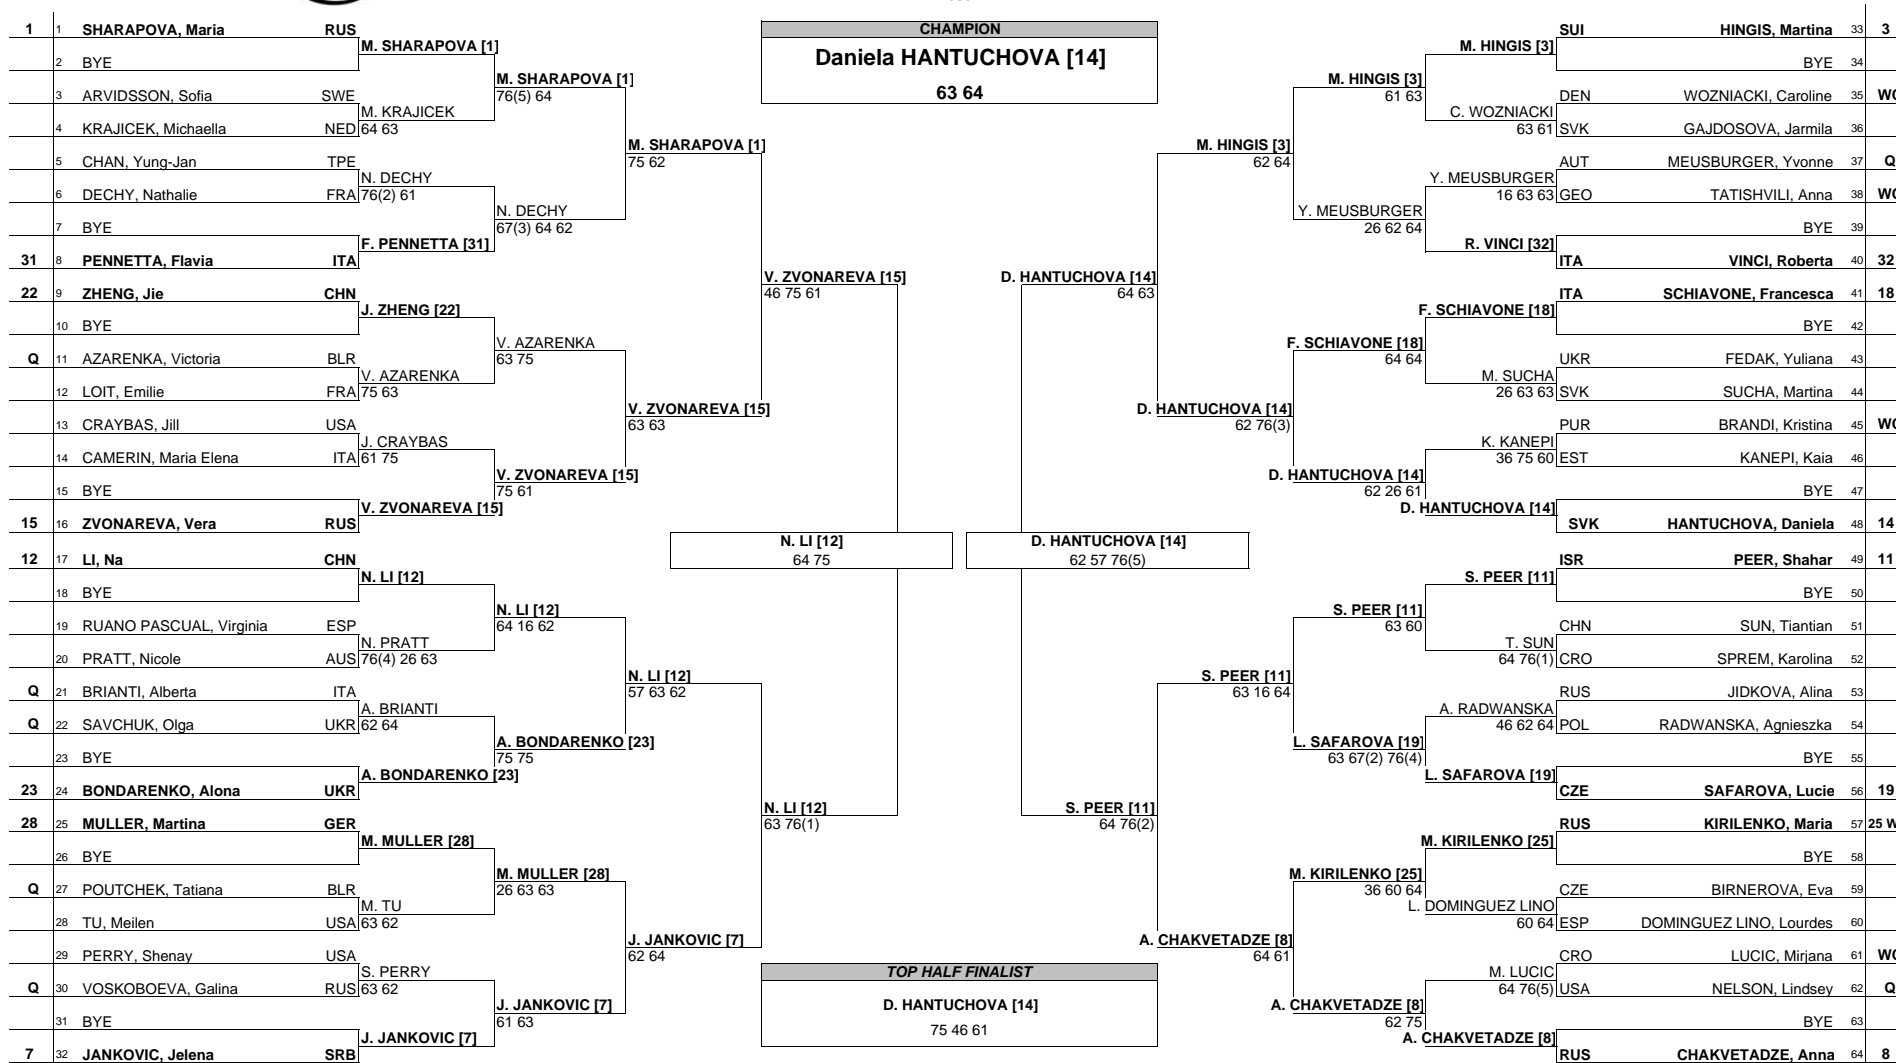 CHAMPION
Daniela HANTUCHOVA [14]
63 64
1 1 SHARAPOVA, Maria RUS
M. SHARAPOVA [1]
2 BYE
M. SHARAPOVA [1]
76(5) 64
3 ARVIDSSON, Sofia SWE
M. KRAJICEK
4 KRAJICEK, Michaella NED 64 63
M. SHARAPOVA [1]
75 62
5 CHAN, Yung-Jan TPE
N. DECHY
6 DECHY, Nathalie FRA 76(2) 61
N. DECHY
67(3) 64 62
7 BYE
F. PENNETTA [31]
31 8 PENNETTA, Flavia ITA
V. ZVONAREVA [15]
46 75 61
22 9 ZHENG, Jie CHN
J. ZHENG [22]
10 BYE
V. AZARENKA
63 75
Q 11 AZARENKA, Victoria BLR
V. AZARENKA
12 LOIT, Emilie FRA 75 63
V. ZVONAREVA [15]
63 63
13 CRAYBAS, Jill USA
J. CRAYBAS
14 CAMERIN, Maria Elena ITA 61 75
V. ZVONAREVA [15]
75 61
15 BYE
V. ZVONAREVA [15]
15 16 ZVONAREVA, Vera RUS
N. LI [12]
64 75
12 17 LI, Na CHN
N. LI [12]
18 BYE
N. LI [12]
64 16 62
19 RUANO PASCUAL, Virginia ESP
N. PRATT
20 PRATT, Nicole AUS 76(4) 26 63
N. LI [12]
57 63 62
Q 21 BRIANTI, Alberta ITA
A. BRIANTI
Q 22 SAVCHUK, Olga UKR 62 64
A. BONDARENKO [23]
75 75
23 BYE
A. BONDARENKO [23]
23 24 BONDARENKO, Alona UKR
N. LI [12]
63 76(1)
28 25 MULLER, Martina GER
M. MULLER [28]
26 BYE
M. MULLER [28]
26 63 63
Q 27 POUTCHEK, Tatiana BLR
M. TU
28 TU, Meilen USA 63 62
J. JANKOVIC [7]
62 64
29 PERRY, Shenay USA
S. PERRY
Q 30 VOSKOBOEVA, Galina RUS 63 62
J. JANKOVIC [7]
61 63
31 BYE
J. JANKOVIC [7]
7 32 JANKOVIC, Jelena SRB
SUI HINGIS, Martina 33 3
M. HINGIS [3]
BYE 34
M. HINGIS [3]
61 63
DEN WOZNIACKI, Caroline 35 WC
C. WOZNIACKI
63 61 SVK GAJDOSOVA, Jarmila 36
M. HINGIS [3]
62 64
AUT MEUSBURGER, Yvonne 37 Q
Y. MEUSBURGER
16 63 63 GEO TATISHVILI, Anna 38 WC
Y. MEUSBURGER
26 62 64
BYE 39
R. VINCI [32]
ITA VINCI, Roberta 40 32
D. HANTUCHOVA [14]
64 63
ITA SCHIAVONE, Francesca 41 18
F. SCHIAVONE [18]
BYE 42
F. SCHIAVONE [18]
64 64
UKR FEDAK, Yuliana 43
M. SUCHA
26 63 63 SVK SUCHA, Martina 44
D. HANTUCHOVA [14]
62 76(3)
PUR BRANDI, Kristina 45 WC
K. KANEPI
36 75 60 EST KANEPI, Kaia 46
D. HANTUCHOVA [14]
62 26 61
BYE 47
D. HANTUCHOVA [14]
SVK HANTUCHOVA, Daniela 48 14
D. HANTUCHOVA [14]
62 57 76(5)
ISR PEER, Shahar 49 11
S. PEER [11]
BYE 50
S. PEER [11]
63 60
CHN SUN, Tiantian 51
T. SUN
64 76(1) CRO SPREM, Karolina 52
S. PEER [11]
63 16 64
RUS JIDKOVA, Alina 53
A. RADWANSKA
46 62 64 POL RADWANSKA, Agnieszka 54
L. SAFAROVA [19]
63 67(2) 76(4)
BYE 55
L. SAFAROVA [19]
CZE SAFAROVA, Lucie 56 19
S. PEER [11]
64 76(2)
RUS KIRILENKO, Maria 57 25 W
M. KIRILENKO [25]
BYE 58
M. KIRILENKO [25]
36 60 64
CZE BIRNEROVA, Eva 59
L. DOMINGUEZ LINO
60 64 ESP DOMINGUEZ LINO, Lourdes 60
A. CHAKVETADZE [8]
64 61
CRO LUCIC, Mirjana 61 WC
M. LUCIC
64 76(5) USA NELSON, Lindsey 62 Q
A. CHAKVETADZE [8]
62 75
BYE 63
A. CHAKVETADZE [8]
RUS CHAKVETADZE, Anna 64 8
TOP HALF FINALIST
D. HANTUCHOVA [14]
75 46 61